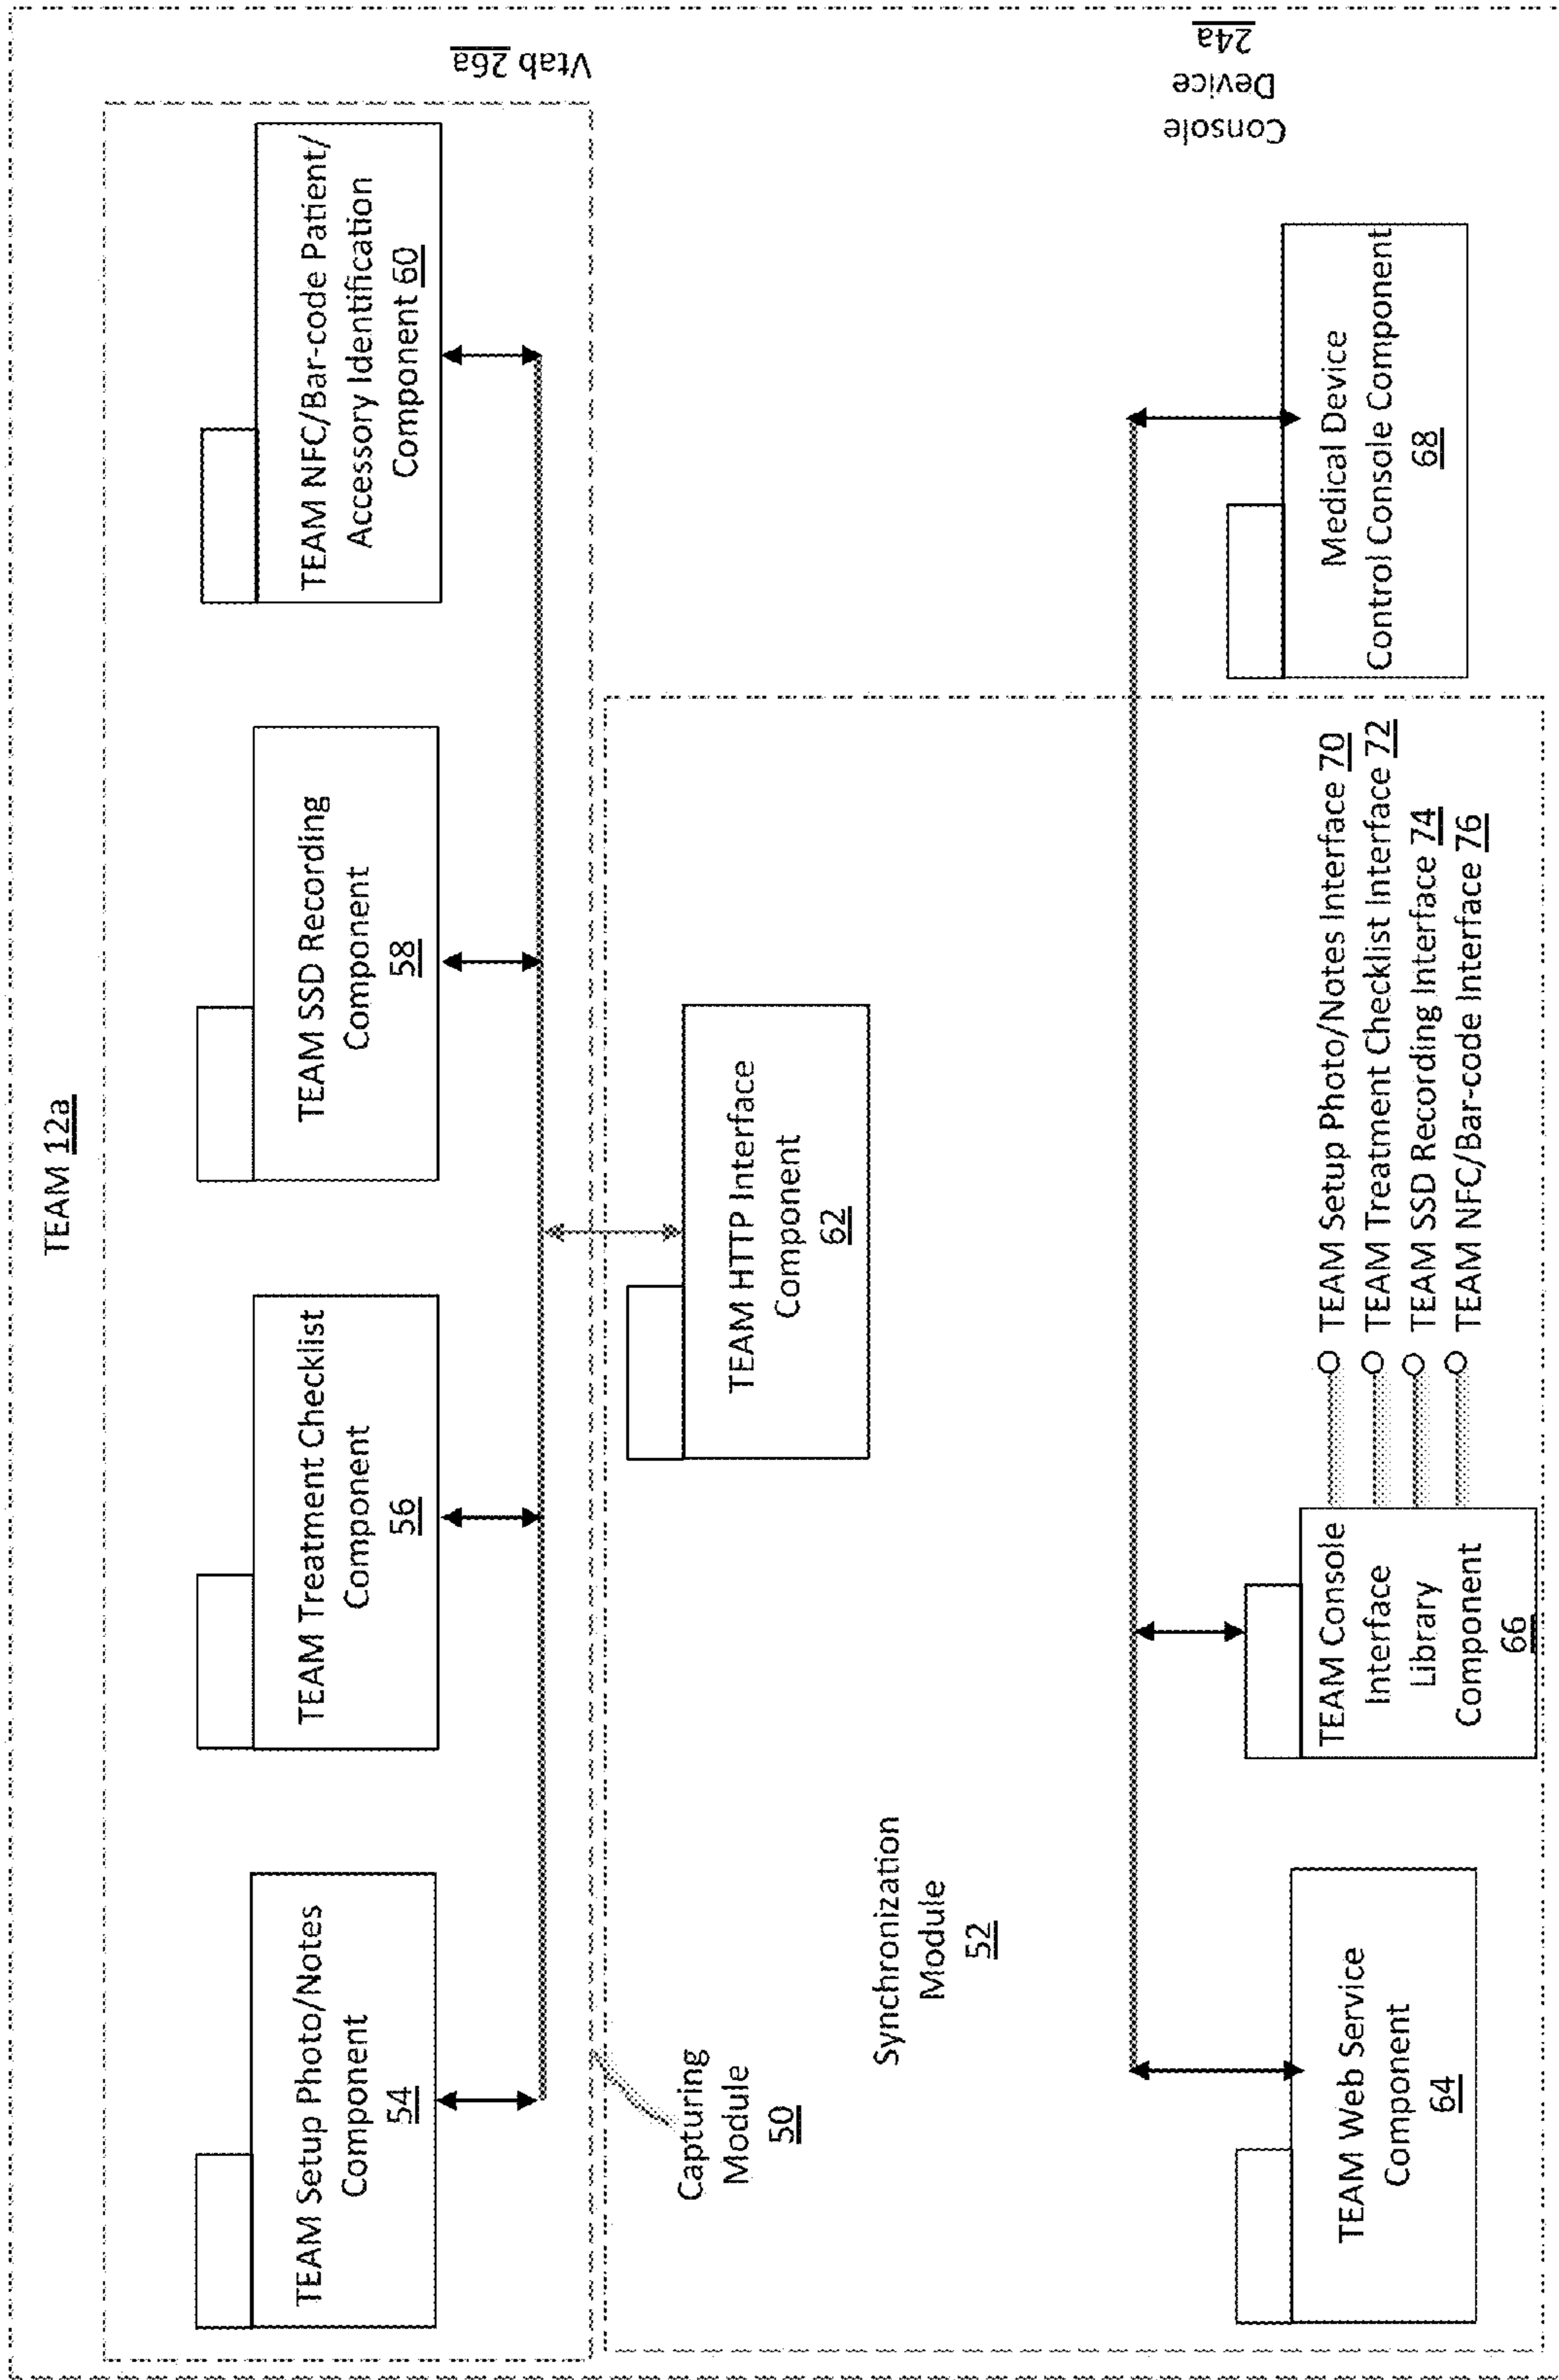 TEAM 12a
TEAM Setup Photo/Notes
Component
54
TEAM Treatment Checklist
Component
56
TEAM SSD Recording
Component
58
TEAM NFC/Bar-code Patient/
Accessory Identification
Component 60
Vtab 26a
Capturing
Module
50
TEAM HTTP Interface
Component
62
Synchronization
Module
52
Console
Device
24a
TEAM Web Service
Component
64
TEAM Console
Interface
Library
Component
66
TEAM Setup Photo/Notes Interface 70
TEAM Treatment Checklist Interface 72
TEAM SSD Recording Interface 74
TEAM NFC/Bar-code Interface 76
Medical Device
Control Console Component
68